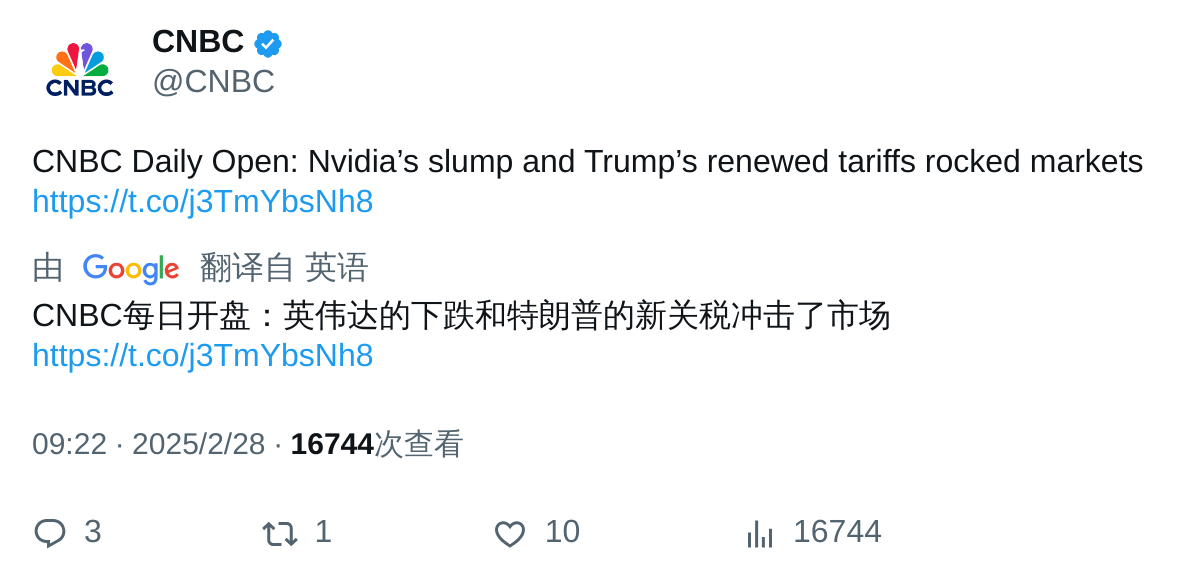 CNBC
@CNBC
CNBC
CNBC Daily Open: Nvidia’s slump and Trump’s renewed tariffs rocked markets
https://t.co/j3TmYbsNh8
由 Google 翻译自 英语
CNBC每日开盘：英伟达的下跌和特朗普的新关税冲击了市场
https://t.co/j3TmYbsNh8
09:22 · 2025/2/28 · 16744次查看
3 1 10 16744